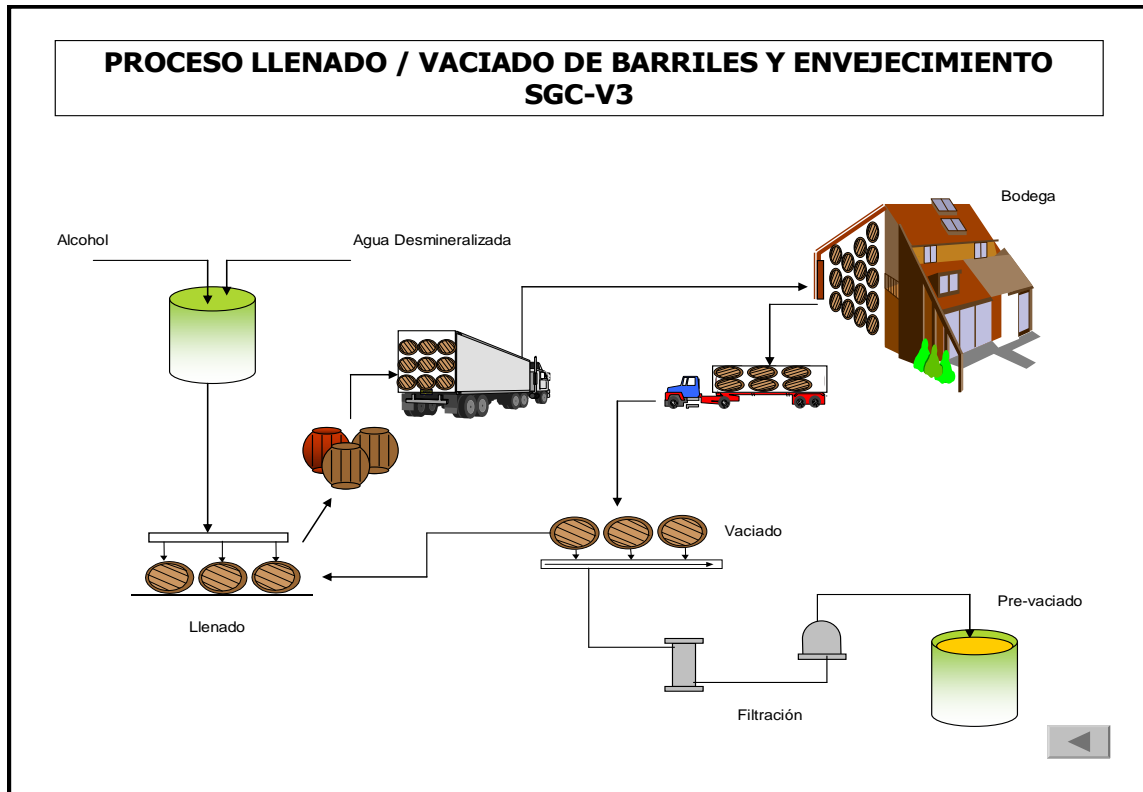 PROCESO LLENADO / VACIADO DE BARRILES Y ENVEJECIMIENTO
SGC-V3
Bodega
Alcohol
Agua Desmineralizada
Vaciado
Llenado
Pre-vaciado
Filtración